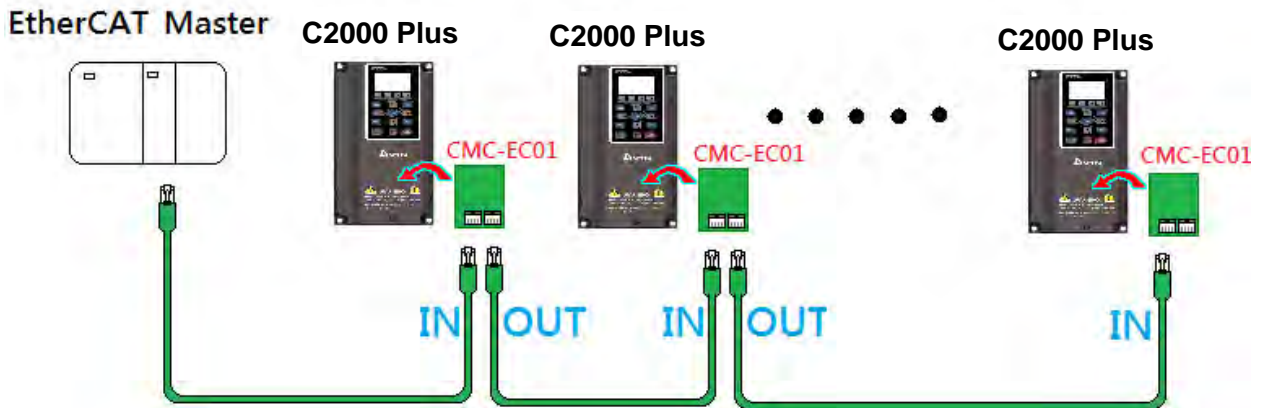 EtherCAT Master
C2000 Plus
C2000 Plus
C2000 Plus
CMC-EC01
CMC-EC01
CMC-EC01
IN
OUT
IN
OUT
IN